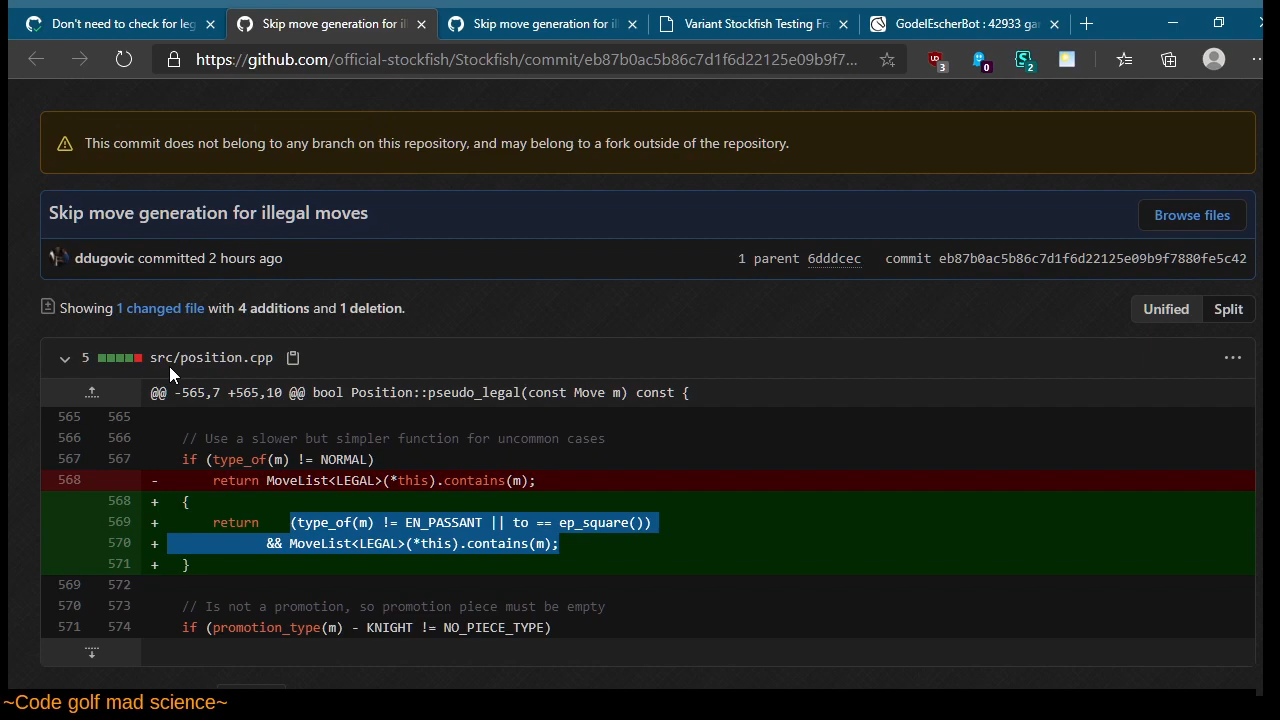 Don't need to check for leg
Skip move generation for il
Skip move generation for il
Variant Stockfish Testing Fra
GodelEscherBot : 42933 ga
https://github.com/official-stockfish/Stockfish/commit/eb87b0ac5b86c7d1f6d22125e09b9f7...
3
0
2
This commit does not belong to any branch on this repository, and may belong to a fork outside of the repository.
Skip move generation for illegal moves
Browse files
ddugovic committed 2 hours ago
1 parent 6dddcec commit eb87b0ac5b86c7d1f6d22125e09b9f7880fe5c42
Showing 1 changed file with 4 additions and 1 deletion.
Unified Split
5 src/position.cpp
@@ -565,7 +565,10 @@ bool Position::pseudo_legal(const Move m) const {
565 565
566 566 // Use a slower but simpler function for uncommon cases
567 567 if (type_of(m) != NORMAL)
568 - return MoveList<LEGAL>(*this).contains(m);
568 + {
569 + return (type_of(m) != EN_PASSANT || to == ep_square())
570 + && MoveList<LEGAL>(*this).contains(m);
571 + }
569 572
570 573 // Is not a promotion, so promotion piece must be empty
571 574 if (promotion_type(m) - KNIGHT != NO_PIECE_TYPE)
~Code golf mad science~